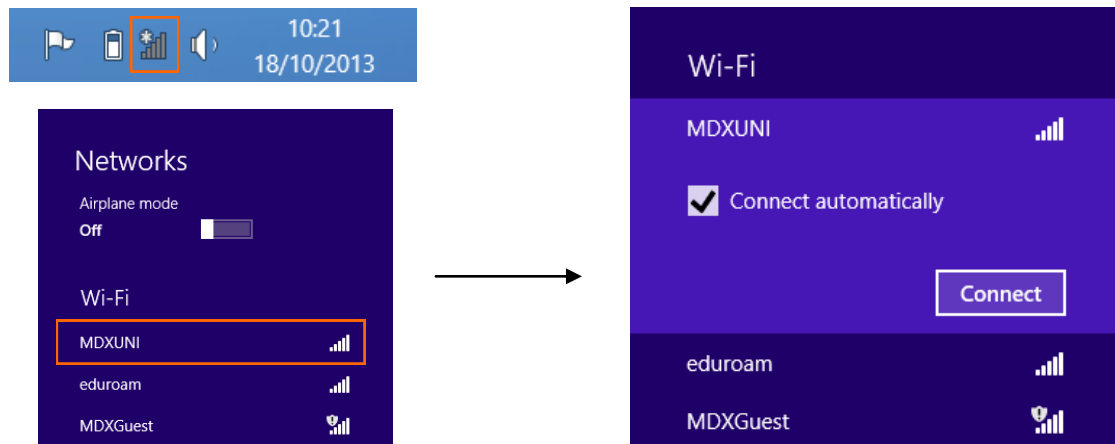 10:21
18/10/2013
Networks
Airplane mode
Off
Wi-Fi
MDXUNI
eduroam
MDXGuest
Wi-Fi
MDXUNI
Connect automatically
Connect
eduroam
MDXGuest